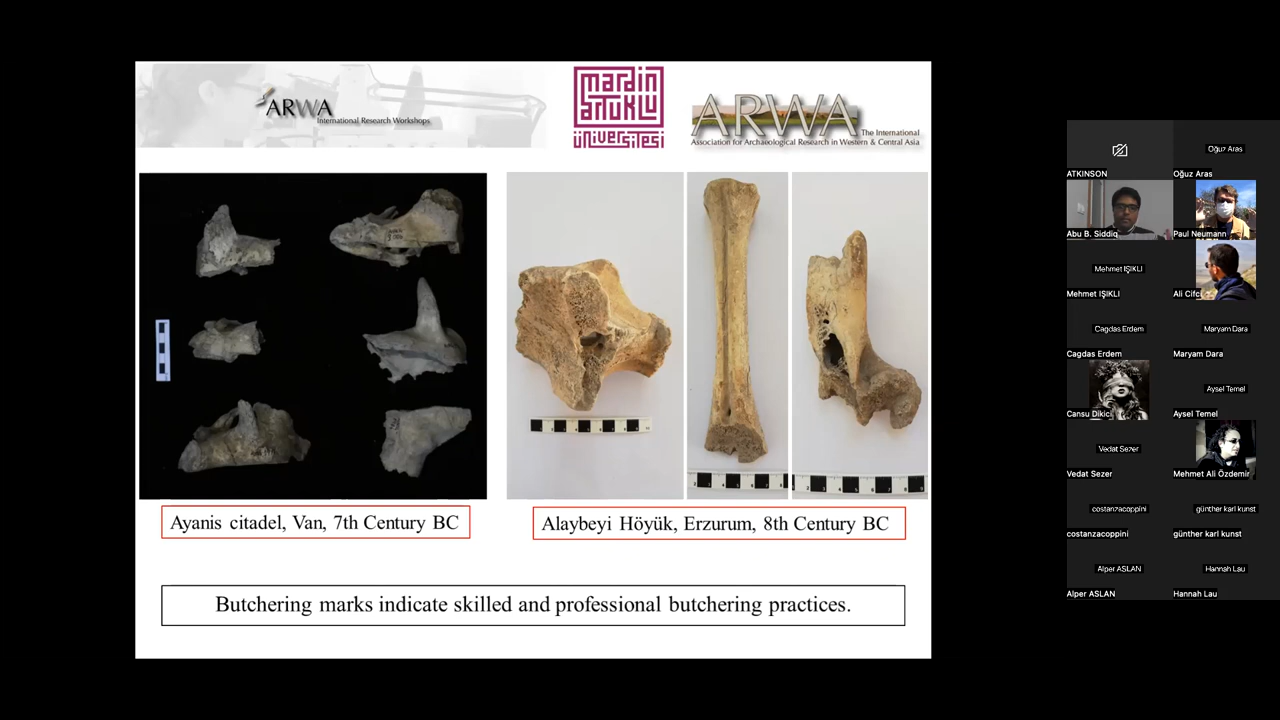 ARWA
International Research Workshops
mardin
artuklu
üniversitesi
ARWA
The International
Association for Archaeological Research in Western & Central Asia
Ayanis citadel, Van, 7th Century BC
Alaybeyi Höyük, Erzurum, 8th Century BC
Butchering marks indicate skilled and professional butchering practices.
Oğuz Aras
ATKINSON
Oğuz Aras
Abu B. Siddiq
Paul Neumann
Mehmet IŞIKLI
Mehmet IŞIKLI
Ali Cifci
Cagdas Erdem
Maryam Dara
Cagdas Erdem
Maryam Dara
Aysel Temel
Cansu Dikici
Aysel Temel
Vedat Sezer
Vedat Sezer
Mehmet Ali Özdemir
costanzacoppini
günther karl kunst
costanzacoppini
günther karl kunst
Alper ASLAN
Hannah Lau
Alper ASLAN
Hannah Lau